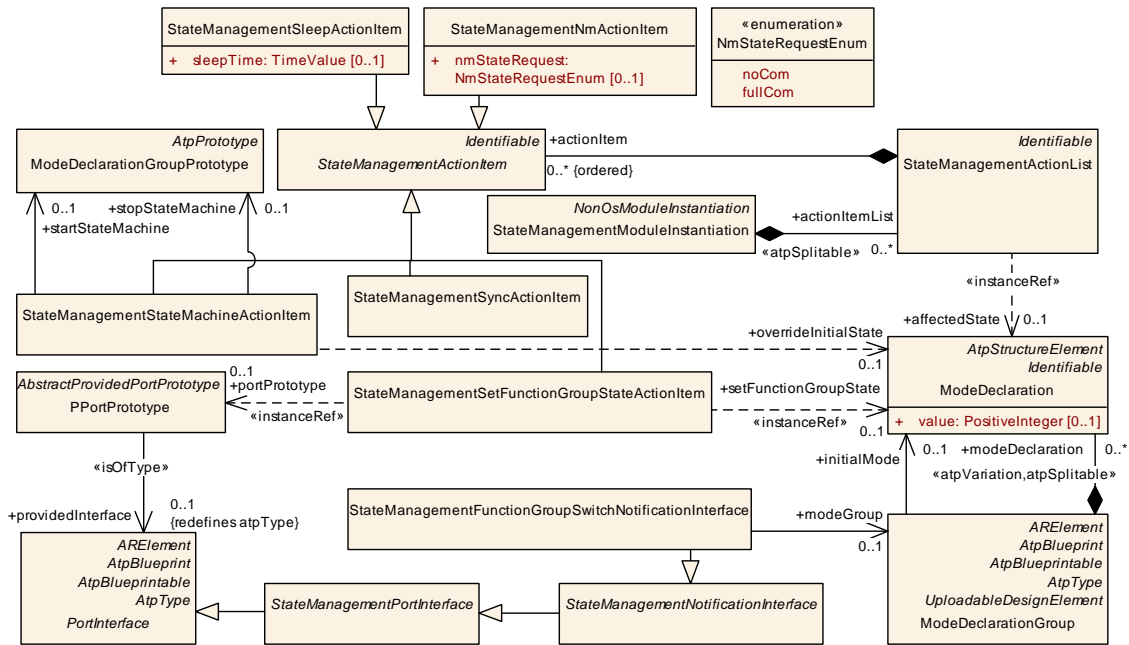 StateManagementSleepActionItem
+ sleepTime: TimeValue [0..1]
StateManagementNmActionItem
+ nmStateRequest:
NmStateRequestEnum [0..1]
«enumeration»
NmStateRequestEnum
noCom
fullCom
AtpPrototype
ModeDeclarationGroupPrototype
Identifiable
StateManagementActionItem
+actionItem
0..* {ordered}
Identifiable
StateManagementActionList
0..1
+startStateMachine
+stopStateMachine
0..1
NonOsModuleInstantiation
StateManagementModuleInstantiation
+actionItemList
«atpSplitable»
0..*
«instanceRef»
+affectedState
0..1
StateManagementStateMachineActionItem
StateManagementSyncActionItem
+overrideInitialState
0..1
AtpStructureElement
Identifiable
ModeDeclaration
+ value: PositiveInteger [0..1]
AbstractProvidedPortPrototype
PPortPrototype
0..1
+portPrototype
«instanceRef»
StateManagementSetFunctionGroupStateActionItem
+setFunctionGroupState
«instanceRef»
0..1
«isOfType»
+providedInterface
0..1
{redefines atpType}
+initialMode
0..1
+modeDeclaration
0..*
«atpVariation,atpSplitable»
StateManagementFunctionGroupSwitchNotificationInterface
+modeGroup
0..1
ARElement
AtpBlueprint
AtpBlueprintable
AtpType
PortInterface
StateManagementPortInterface
StateManagementNotificationInterface
ARElement
AtpBlueprint
AtpBlueprintable
AtpType
UploadableDesignElement
ModeDeclarationGroup